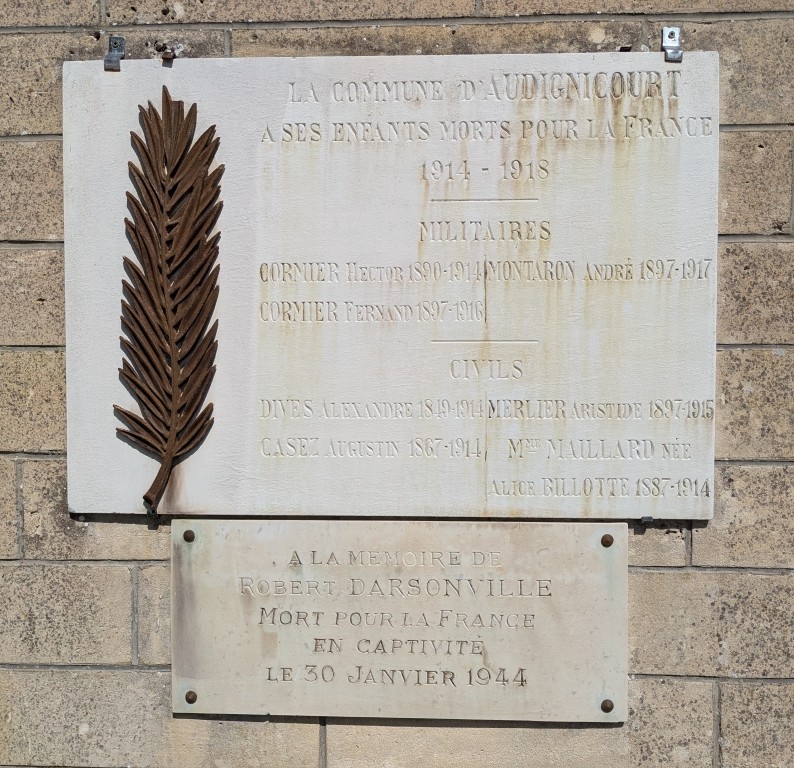 LA COMMUNE D'AUDIGNICOURT
A SES ENFANTS MORTS POUR LA FRANCE
1914 - 1918
MILITAIRES
CORMIER HECTOR 1890-1914 MONTARON ANDRÉ 1897-1917
CORMIER FERNAND 1897-1916
CIVILS
DIVES ALEXANDRE 1849-1914 MERLIER ARISTIDE 1897-1915
CASEZ AUGUSTIN 1867-1914 MME MAILLARD NÉE
ALICE BILLOTTE 1887-1914
A LA MEMOIRE DE
ROBERT DARSONVILLE
MORT POUR LA FRANCE
EN CAPTIVITÉ
LE 30 JANVIER 1944